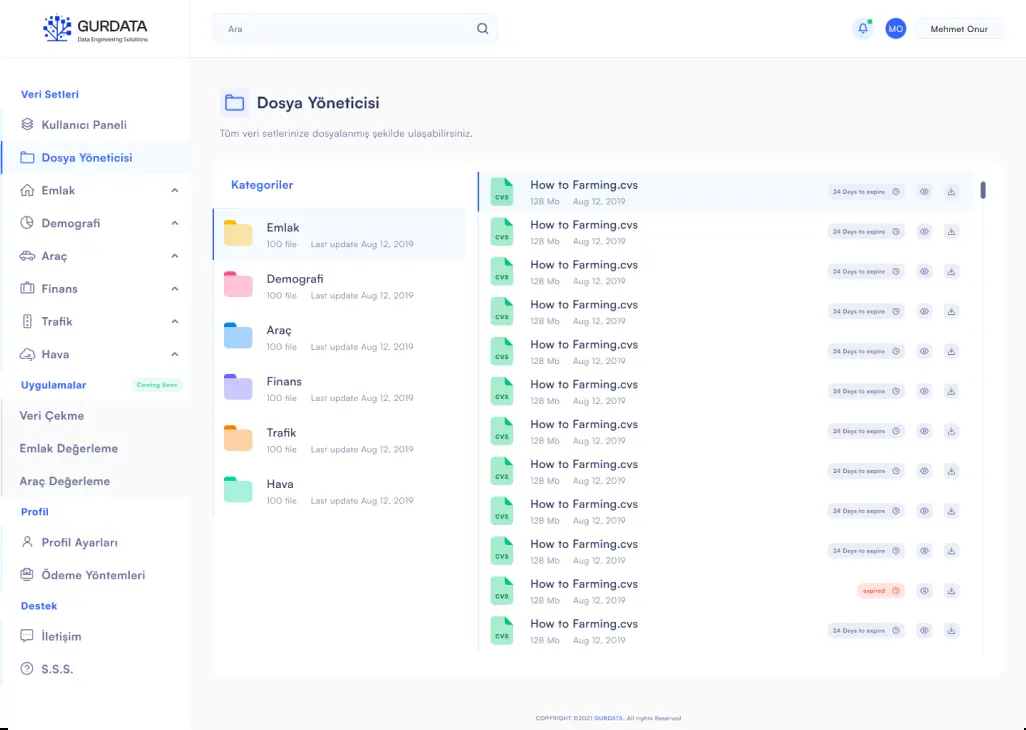 GURDATA
Data Engineering Solutions
Ara
MO
Mehmet Onur
Veri Setleri
Kullanıcı Paneli
Dosya Yöneticisi
Emlak
Demografi
Araç
Finans
Trafik
Hava
Uygulamalar
Coming Soon
Veri Çekme
Emlak Değerleme
Araç Değerleme
Profil
Profil Ayarları
Ödeme Yöntemleri
Destek
İletişim
S.S.S.
Dosya Yöneticisi
Tüm veri setlerinize dosyalanmış şekilde ulaşabilirsiniz.
Kategoriler
Emlak
100 file Last update Aug 12, 2019
Demografi
100 file Last update Aug 12, 2019
Araç
100 file Last update Aug 12, 2019
Finans
100 file Last update Aug 12, 2019
Trafik
100 file Last update Aug 12, 2019
Hava
100 file Last update Aug 12, 2019
How to Farming.cvs
cvs 128 Mb Aug 12, 2019 24 Days to expire
How to Farming.cvs
cvs 128 Mb Aug 12, 2019 24 Days to expire
How to Farming.cvs
cvs 128 Mb Aug 12, 2019 24 Days to expire
How to Farming.cvs
cvs 128 Mb Aug 12, 2019 24 Days to expire
How to Farming.cvs
cvs 128 Mb Aug 12, 2019 24 Days to expire
How to Farming.cvs
cvs 128 Mb Aug 12, 2019 24 Days to expire
How to Farming.cvs
cvs 128 Mb Aug 12, 2019 24 Days to expire
How to Farming.cvs
cvs 128 Mb Aug 12, 2019 24 Days to expire
How to Farming.cvs
cvs 128 Mb Aug 12, 2019 24 Days to expire
How to Farming.cvs
cvs 128 Mb Aug 12, 2019 24 Days to expire
How to Farming.cvs
cvs 128 Mb Aug 12, 2019 expired
How to Farming.cvs
cvs 128 Mb Aug 12, 2019 24 Days to expire
COPYRIGHT ©2021 GURDATA. All rights Reserved